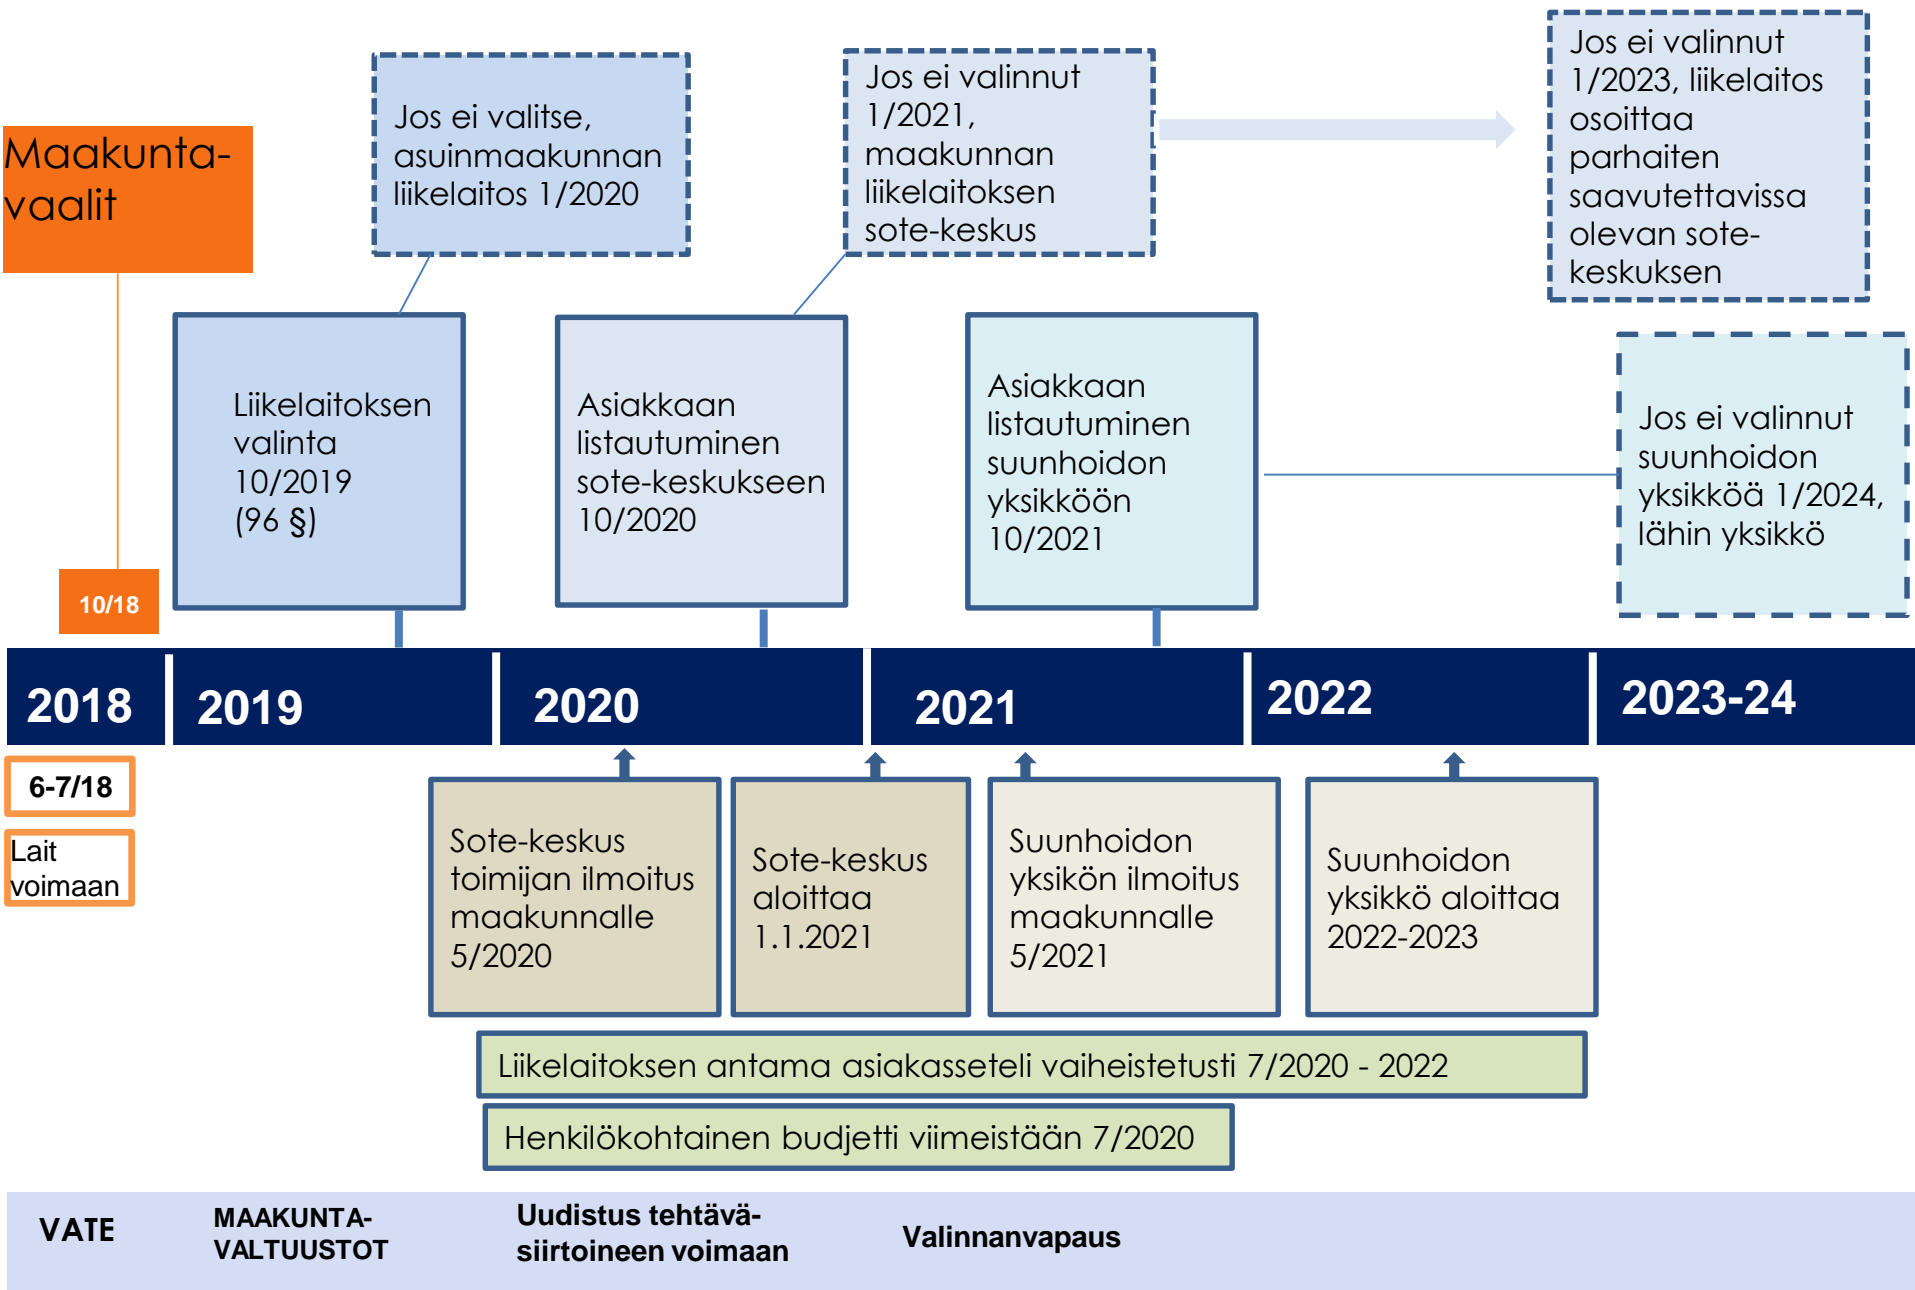 Maakunta-
vaalit
Jos ei valitse,
asuinmaakunnan
liikelaitos 1/2020
Jos ei valinnut
1/2021,
maakunnan
liikelaitoksen
sote-keskus
Jos ei valinnut
1/2023, liikelaitos
osoittaa
parhaiten
saavutettavissa
olevan sote-
keskuksen
Liikelaitoksen
valinta
10/2019
(96 §)
Asiakkaan
listautuminen
sote-keskukseen
10/2020
Asiakkaan
listautuminen
suunhoidon
yksikköön
10/2021
Jos ei valinnut
suunhoidon
yksikköä 1/2024,
lähin yksikkö
10/18
2018
2019
2020
2021
2022
2023-24
6-7/18
Lait
voimaan
Sote-keskus
toimijan ilmoitus
maakunnalle
5/2020
Sote-keskus
aloittaa
1.1.2021
Suunhoidon
yksikön ilmoitus
maakunnalle
5/2021
Suunhoidon
yksikkö aloittaa
2022-2023
Liikelaitoksen antama asiakasseteli vaiheistetusti 7/2020 - 2022
Henkilökohtainen budjetti viimeistään 7/2020
VATE
MAAKUNTA-
VALTUUSTOT
Uudistus tehtävä-
siirtoineen voimaan
Valinnanvapaus